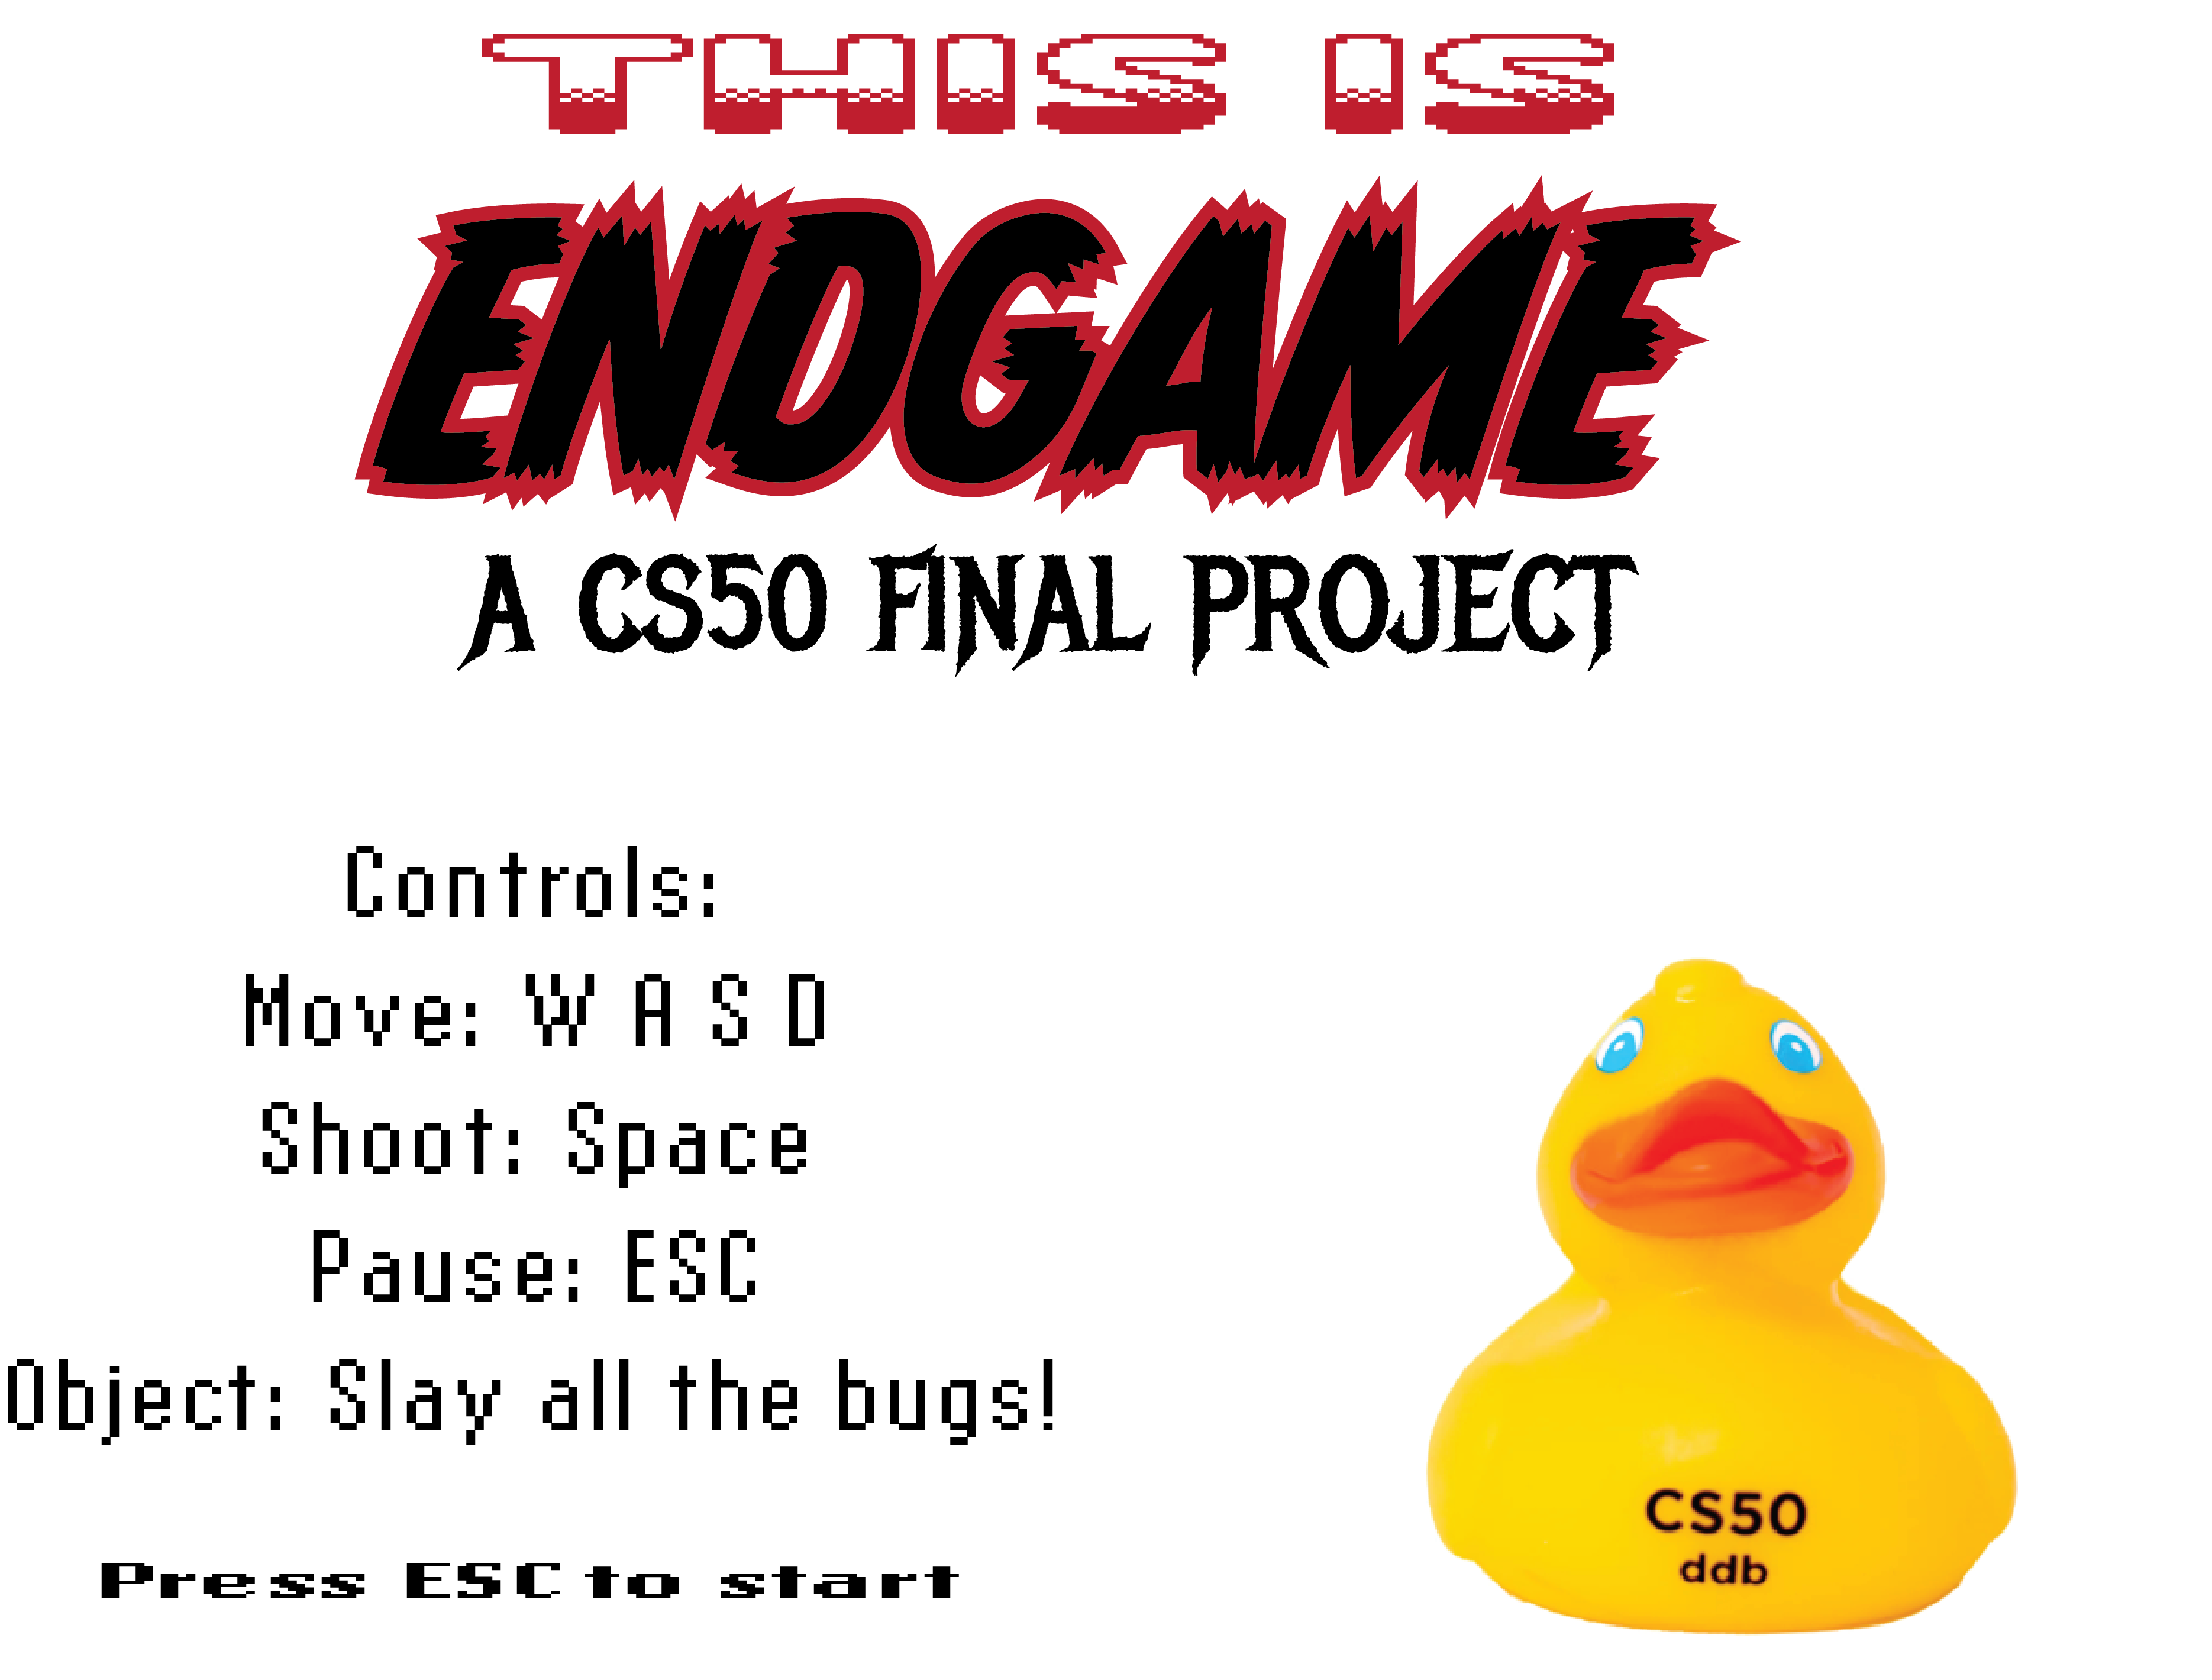 THIS IS
ENDGAME
A CS50 FINAL PROJECT
Controls:
Move: W A S D
Shoot: Space
Pause: ESC
Object: Slay all the bugs!
Press ESC to start
CS50
ddb